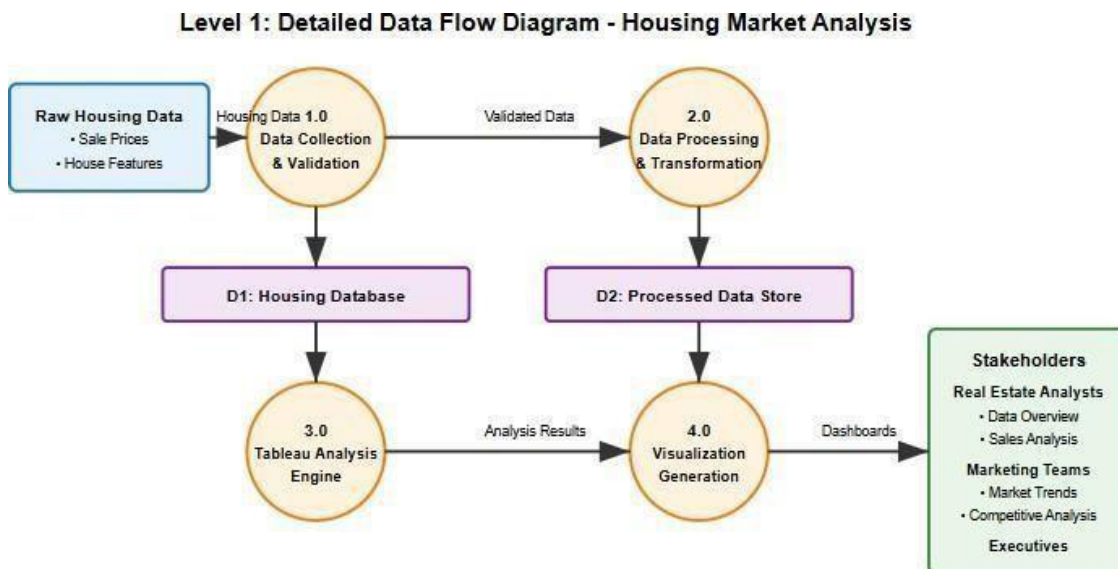 Level 1: Detailed Data Flow Diagram - Housing Market Analysis
Raw Housing Data
• Sale Prices
• House Features
Housing Data
1.0
Data Collection
& Validation
Validated Data
2.0
Data Processing
& Transformation
D1: Housing Database
D2: Processed Data Store
3.0
Tableau Analysis
Engine
Analysis Results
4.0
Visualization
Generation
Dashboards
Stakeholders
Real Estate Analysts
• Data Overview
• Sales Analysis
Marketing Teams
• Market Trends
• Competitive Analysis
Executives